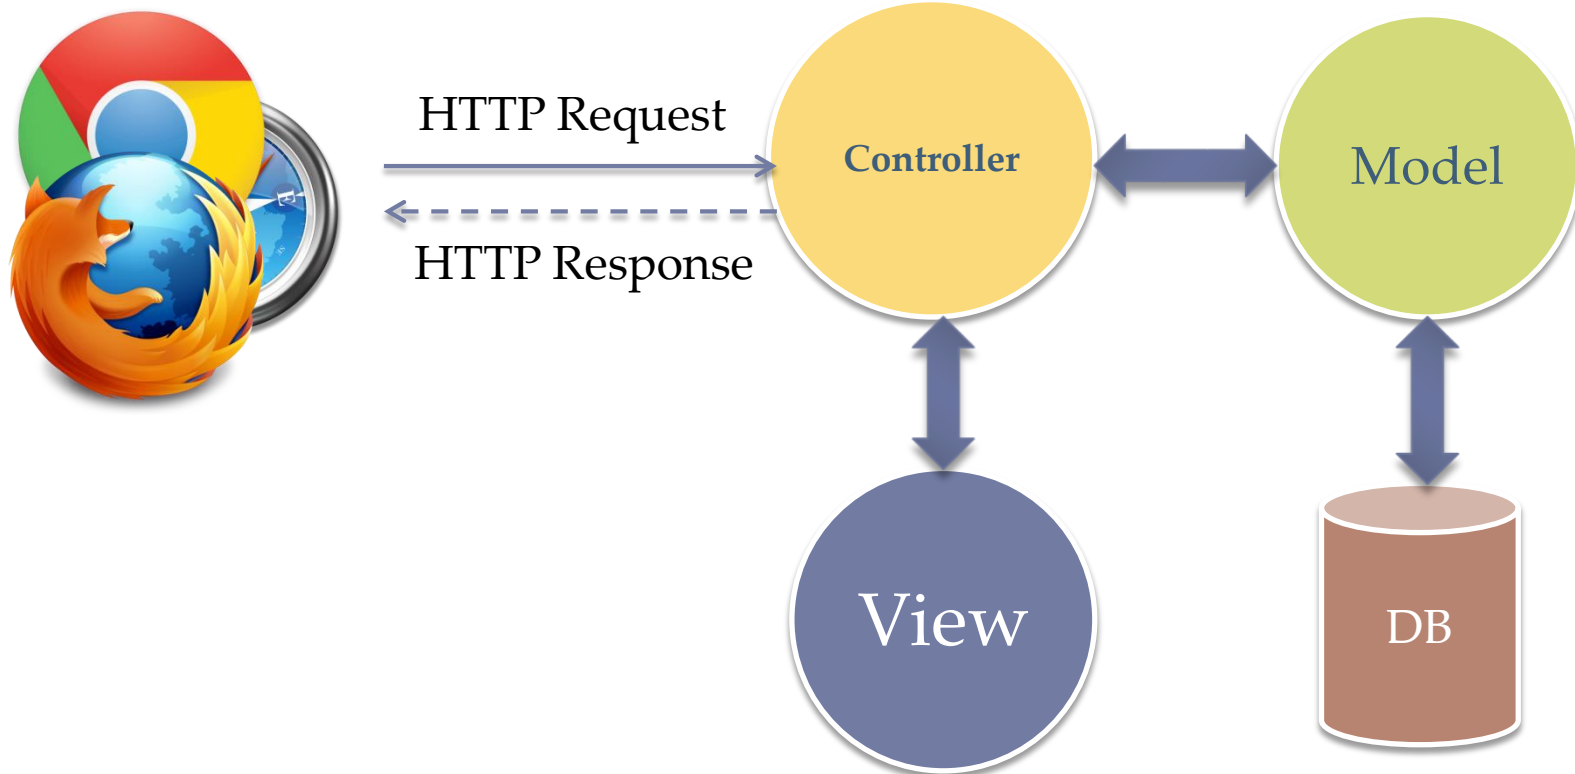 HTTP Request
Controller
Model
HTTP Response
View
DB
E